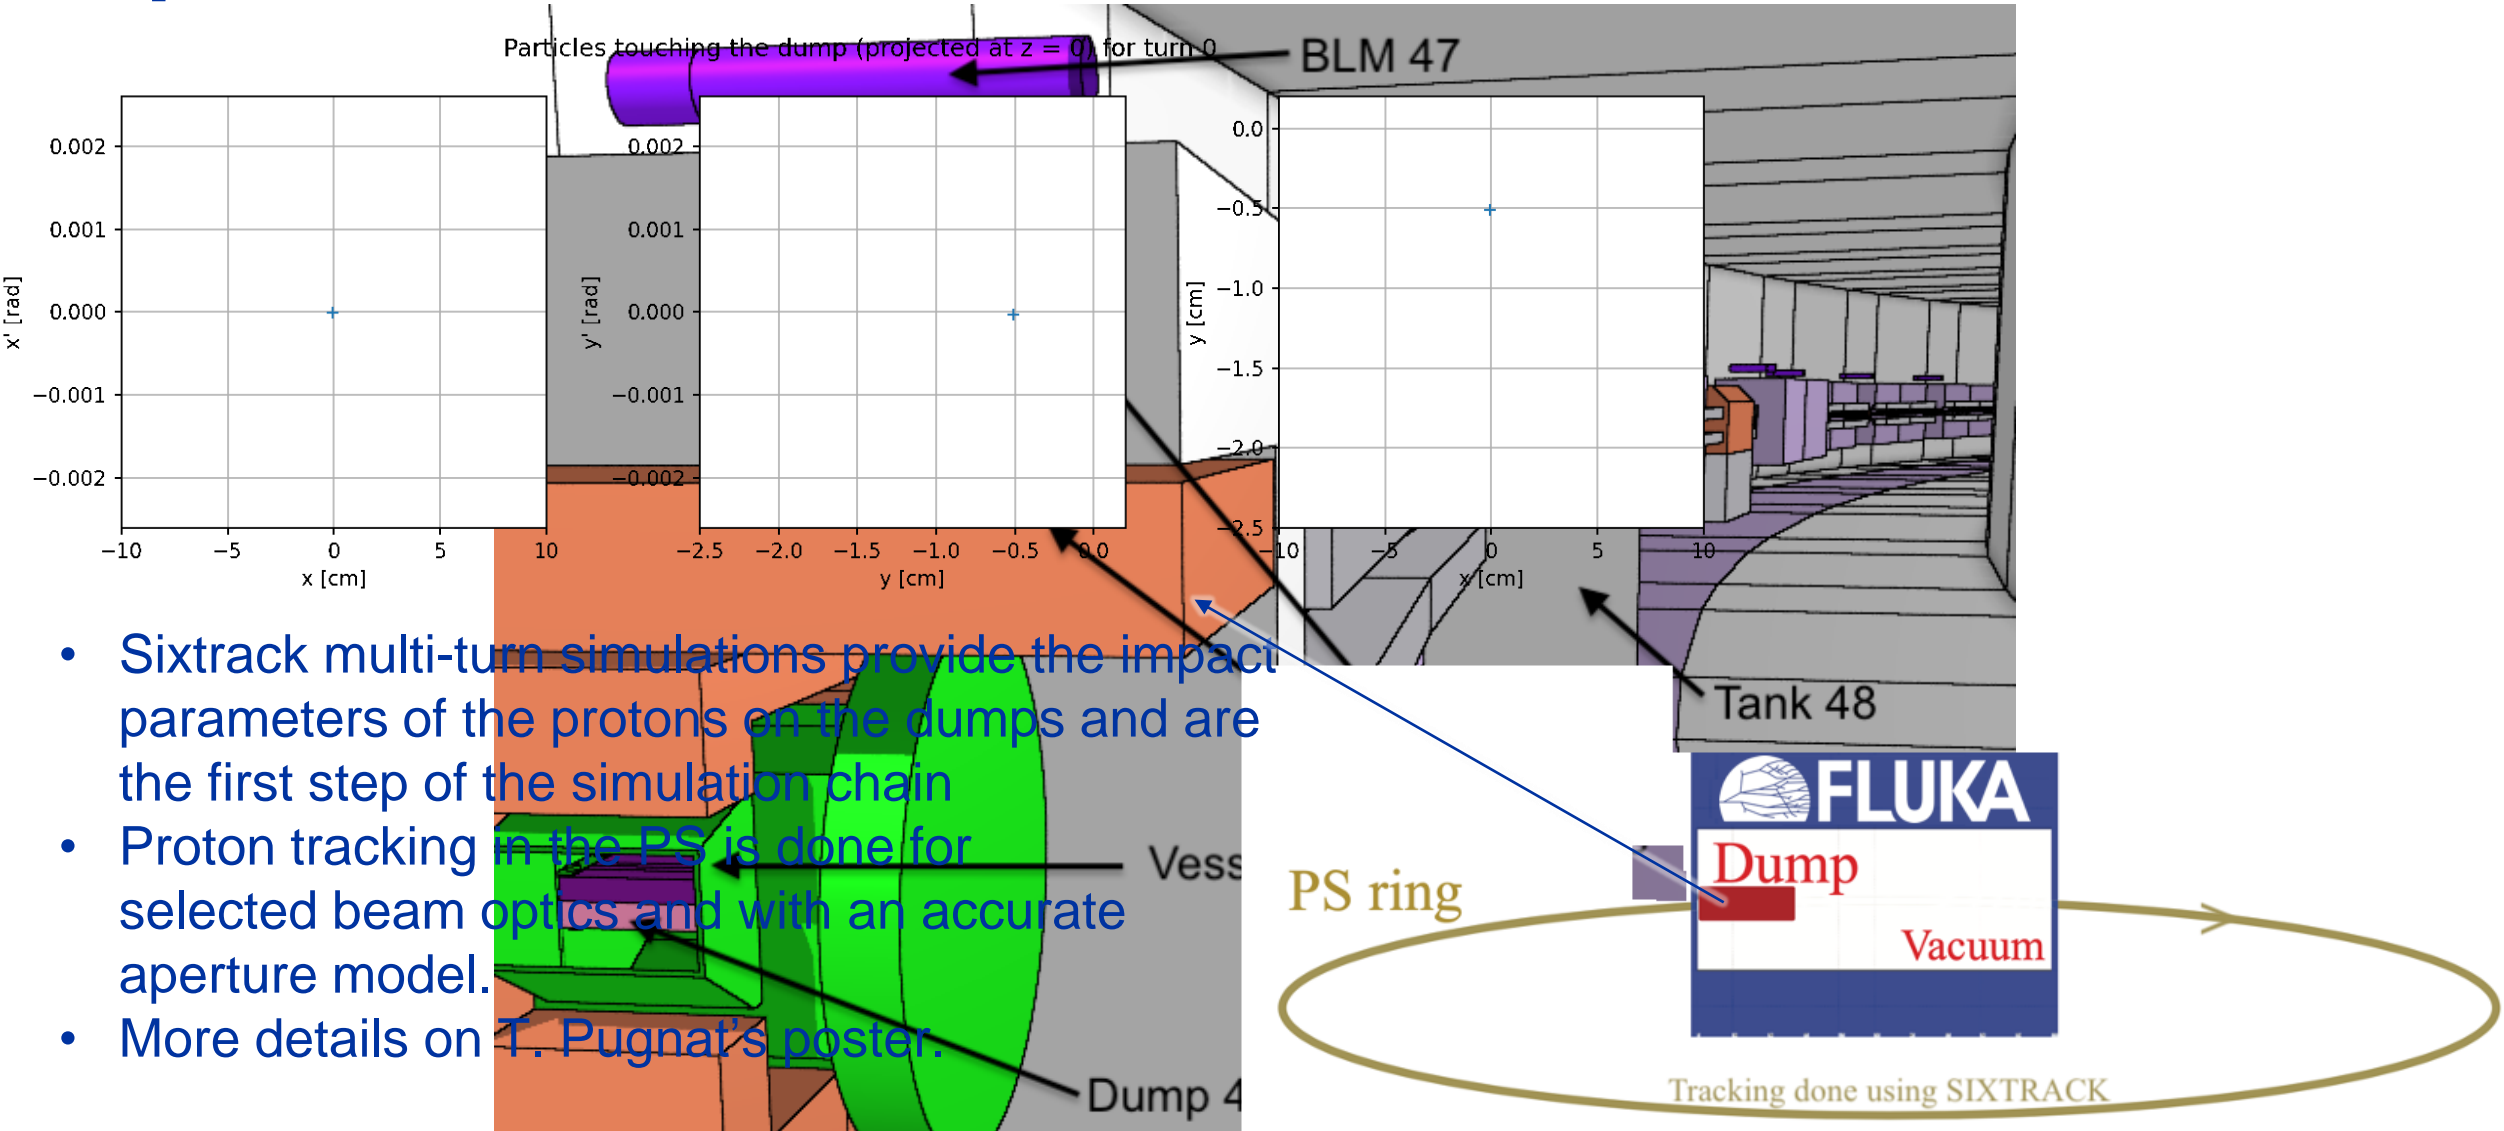 Particles touching the dump (projected at z = 0) for turn 0
BLM 47
0.002
0.001
0.000
−0.001
−0.002
x' [rad]
−10 −5 0 5 10
x [cm]
0.002
0.001
0.000
−0.001
−0.002
y' [rad]
−2.5 −2.0 −1.5 −1.0 −0.5 0.0
y [cm]
0.0
−0.5
−1.0
−1.5
−2.0
−2.5
y [cm]
−10 −5 0 5 10
x [cm]
• Sixtrack multi-turn simulations provide the impact
parameters of the protons on the dumps and are
the first step of the simulation chain
• Proton tracking in the PS is done for
selected beam optics and with an accurate
aperture model.
• More details on T. Pugnat's poster.
Tank 48
Vess
Dump 4
FLUKA
Dump
Vacuum
PS ring
Tracking done using SIXTRACK